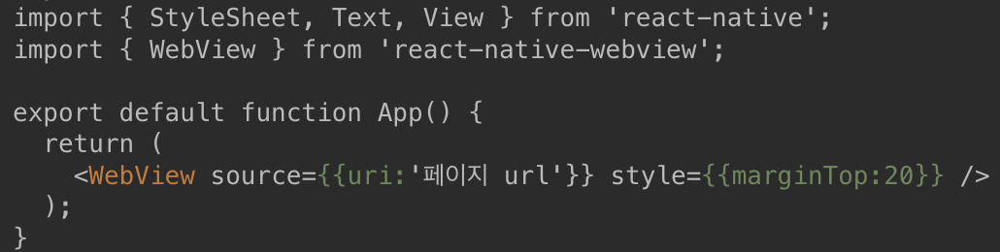 import { StyleSheet, Text, View } from 'react-native';
import { WebView } from 'react-native-webview';

export default function App() {
  return (
    <WebView source={{uri:'페이지 url'}} style={{marginTop:20}} />
  );
}